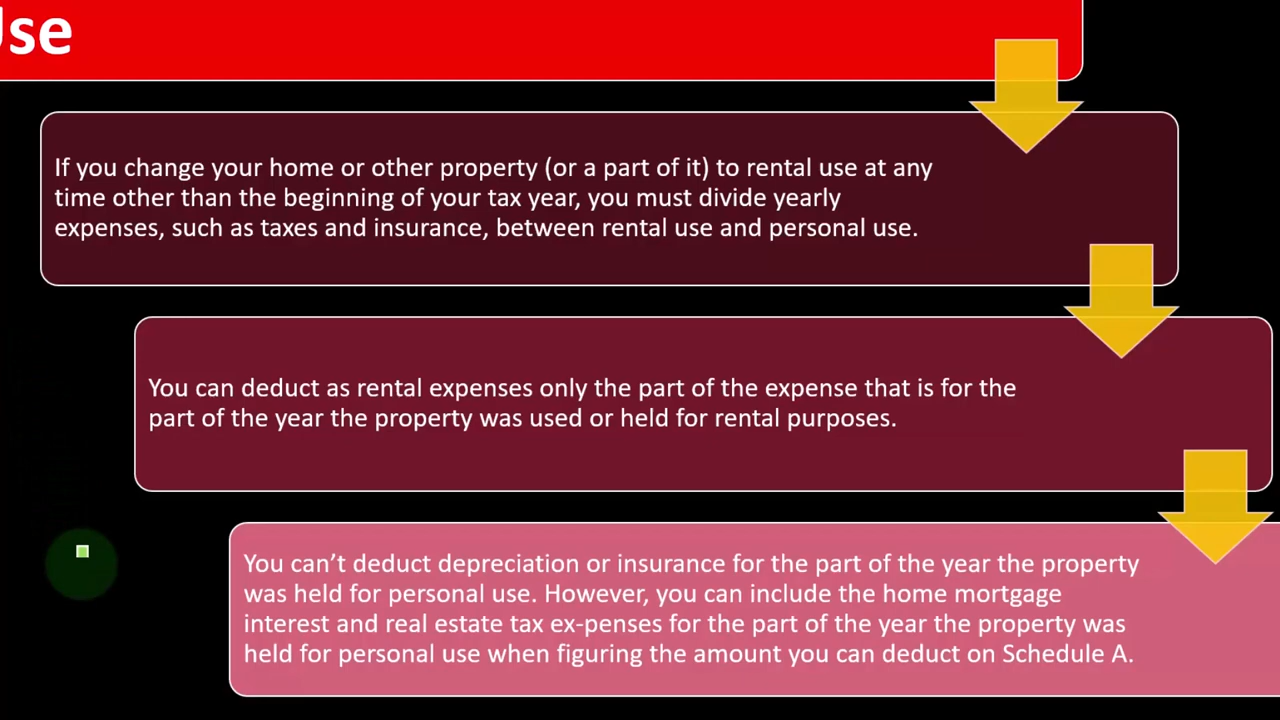 Use
If you change your home or other property (or a part of it) to rental use at any
time other than the beginning of your tax year, you must divide yearly
expenses, such as taxes and insurance, between rental use and personal use.
You can deduct as rental expenses only the part of the expense that is for the
part of the year the property was used or held for rental purposes.
You can’t deduct depreciation or insurance for the part of the year the property
was held for personal use. However, you can include the home mortgage
interest and real estate tax ex-penses for the part of the year the property was
held for personal use when figuring the amount you can deduct on Schedule A.